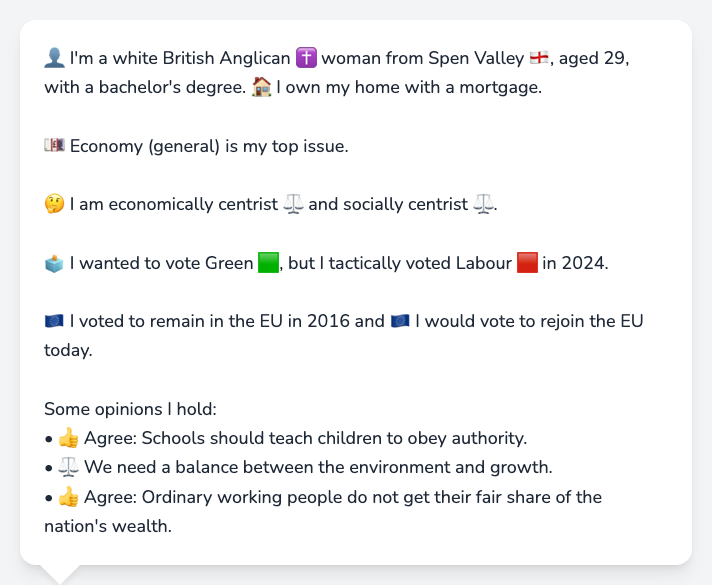 👤 I'm a white British Anglican ✝️ woman from Spen Valley 🏴󠁧󠁢󠁥󠁮󠁧󠁿, aged 29,
with a bachelor's degree. 🏠 I own my home with a mortgage.
💷 Economy (general) is my top issue.
🤔 I am economically centrist ⚖️ and socially centrist ⚖️.
🗳️ I wanted to vote Green 🟩, but I tactically voted Labour 🟥 in 2024.
🇪🇺 I voted to remain in the EU in 2016 and 🇪🇺 I would vote to rejoin the EU
today.
Some opinions I hold:
• 👍 Agree: Schools should teach children to obey authority.
• ⚖️ We need a balance between the environment and growth.
• 👍 Agree: Ordinary working people do not get their fair share of the
nation's wealth.